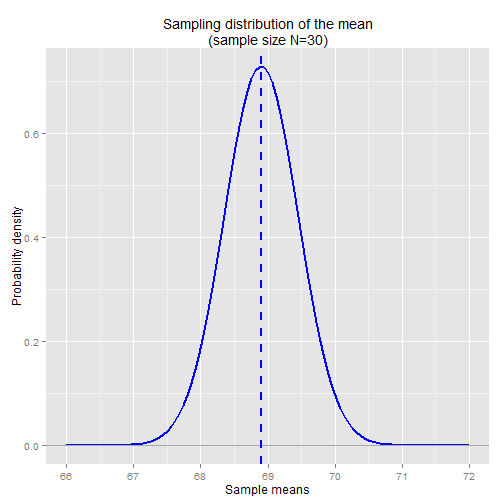 Sampling distribution of the mean
(sample size N=30)
Probability density
0.6
0.4
0.2
0.0
66 67 68 69 70 71 72
Sample means